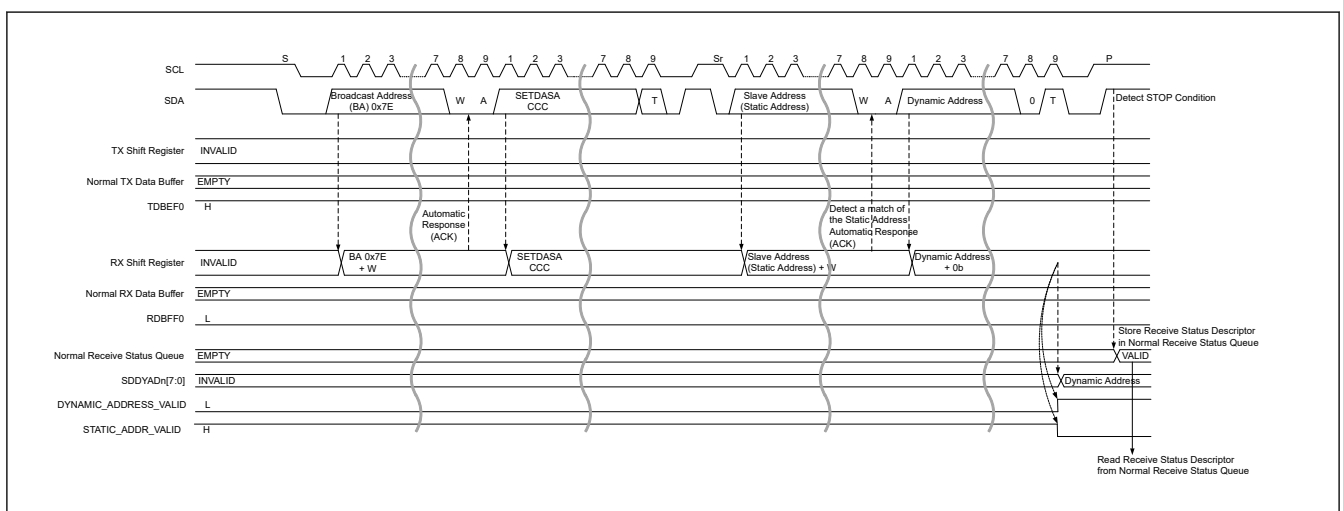 S 1 2 3 7 8 9 1 2 3 7 8 9 Sr 1 2 3 7 8 9 1 2 3 7 8 9 P
SCL
SDA
Broadcast Address
(BA) 0x7E
W A
SETDASA
CCC
T
Slave Address
(Static Address)
W A
Dynamic Address
0 T
Detect STOP Condition
TX Shift Register INVALID
Normal TX Data Buffer EMPTY
TDBEF0 H
Automatic
Response
(ACK)
Detect a match of
the Static Address
Automatic Response
(ACK)
RX Shift Register INVALID
BA 0x7E
+ W
SETDASA
CCC
Slave Address
(Static Address) + W
Dynamic Address
+ 0b
Normal RX Data Buffer EMPTY
RDBFF0 L
Store Receive Status Descriptor
in Normal Receive Status Queue
Normal Receive Status Queue EMPTY VALID
SDDYADn[7:0] INVALID Dynamic Address
DYNAMIC_ADDRESS_VALID L
STATIC_ADDR_VALID H
Read Receive Status Descriptor
from Normal Receive Status Queue